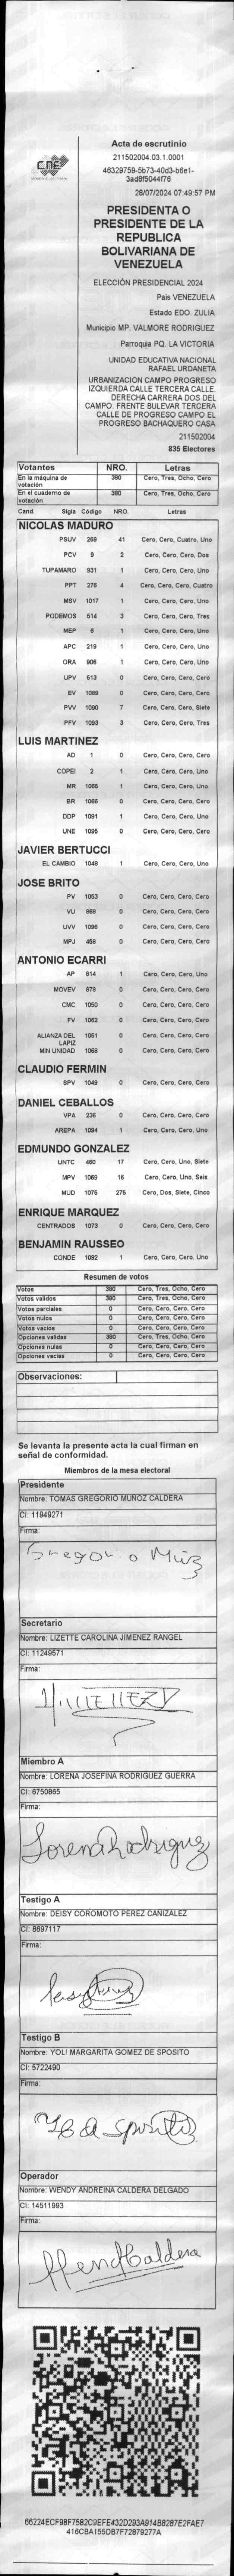 CNE
Acta de escrutinio
211502004.03.1.0001
46329759-5b73-40d3-b6e1-
3ad8f5044f76
28/07/2024 07:49:57 PM
PRESIDENTA O
PRESIDENTE DE LA
REPUBLICA
BOLIVARIANA DE
VENEZUELA
ELECCIÓN PRESIDENCIAL 2024
Pais VENEZUELA
Estado EDO. ZULIA
Municipio MP. VALMORE RODRIGUEZ
Parroquia PQ. LA VICTORIA
UNIDAD EDUCATIVA NACIONAL
RAFAEL URDANETA
URBANIZACION CAMPO PROGRESO
IZQUIERDA CALLE TERCERA CALLE.
DERECHA CARRERA DOS DEL
CAMPO. FRENTE BULEVAR TERCERA
CALLE DE PROGRESO CAMPO EL
PROGRESO BACHAQUERO CASA
211502004
835 Electores
Votantes NRO. Letras
En la máquina de votación 380 Cero, Tres, Ocho, Cero
En el cuaderno de votación 380 Cero, Tres, Ocho, Cero
Cand. Sigla Código NRO. Letras
NICOLAS MADURO
PSUV 269 41 Cero, Cero, Cuatro, Uno
PCV 9 2 Cero, Cero, Cero, Dos
TUPAMARO 931 1 Cero, Cero, Cero, Uno
PPT 276 4 Cero, Cero, Cero, Cuatro
MSV 1017 1 Cero, Cero, Cero, Uno
PODEMOS 514 3 Cero, Cero, Cero, Tres
MEP 6 1 Cero, Cero, Cero, Uno
APC 219 1 Cero, Cero, Cero, Uno
ORA 906 1 Cero, Cero, Cero, Uno
UPV 513 0 Cero, Cero, Cero, Cero
EV 1089 0 Cero, Cero, Cero, Cero
PVV 1090 7 Cero, Cero, Cero, Siete
PFV 1093 3 Cero, Cero, Cero, Tres
LUIS MARTINEZ
AD 1 0 Cero, Cero, Cero, Cero
COPEI 2 1 Cero, Cero, Cero, Uno
MR 1065 1 Cero, Cero, Cero, Uno
BR 1066 0 Cero, Cero, Cero, Cero
DDP 1091 1 Cero, Cero, Cero, Uno
UNE 1095 0 Cero, Cero, Cero, Cero
JAVIER BERTUCCI
EL CAMBIO 1048 1 Cero, Cero, Cero, Uno
JOSE BRITO
PV 1053 0 Cero, Cero, Cero, Cero
VU 868 0 Cero, Cero, Cero, Cero
UVV 1096 0 Cero, Cero, Cero, Cero
MPJ 458 0 Cero, Cero, Cero, Cero
ANTONIO ECARRI
AP 814 1 Cero, Cero, Cero, Uno
MOVEV 878 0 Cero, Cero, Cero, Cero
CMC 1050 0 Cero, Cero, Cero, Cero
FV 1062 0 Cero, Cero, Cero, Cero
ALIANZA DEL LAPIZ 1061 0 Cero, Cero, Cero, Cero
MIN UNIDAD 1068 0 Cero, Cero, Cero, Cero
CLAUDIO FERMIN
SPV 1049 0 Cero, Cero, Cero, Cero
DANIEL CEBALLOS
VPA 236 0 Cero, Cero, Cero, Cero
AREPA 1094 1 Cero, Cero, Cero, Uno
EDMUNDO GONZALEZ
UNTC 460 17 Cero, Cero, Uno, Siete
MPV 1069 16 Cero, Cero, Uno, Seis
MUD 1075 275 Cero, Dos, Siete, Cinco
ENRIQUE MARQUEZ
CENTRADOS 1073 0 Cero, Cero, Cero, Cero
BENJAMIN RAUSSEO
CONDE 1092 1 Cero, Cero, Cero, Uno
Resumen de votos
Votos 380 Cero, Tres, Ocho, Cero
Votos validos 380 Cero, Tres, Ocho, Cero
Votos parciales 0 Cero, Cero, Cero, Cero
Votos nulos 0 Cero, Cero, Cero, Cero
Votos vacios 0 Cero, Cero, Cero, Cero
Opciones validas 380 Cero, Tres, Ocho, Cero
Opciones nulas 0 Cero, Cero, Cero, Cero
Opciones vacias 0 Cero, Cero, Cero, Cero
Observaciones:
Se levanta la presente acta la cual firman en
señal de conformidad.
Miembros de la mesa electoral
Presidente
Nombre: TOMAS GREGORIO MUÑOZ CALDERA
CI: 11949271
Firma:
Secretario
Nombre: LIZETTE CAROLINA JIMENEZ RANGEL
CI: 11249571
Firma:
Miembro A
Nombre: LORENA JOSEFINA RODRIGUEZ GUERRA
CI: 6750865
Firma:
Lorena Rodriguez
Testigo A
Nombre: DEISY COROMOTO PEREZ CAÑIZALEZ
CI: 8697117
Firma:
Testigo B
Nombre: YOLI MARGARITA GOMEZ DE SPOSITO
CI: 5722490
Firma:
Operador
Nombre: WENDY ANDREINA CALDERA DELGADO
CI: 14511993
Firma:
Wendy Caldera
66224ECF98F7582C9EFE432D293A914B8287E2FAE7
416CBA155DB7F72879277A